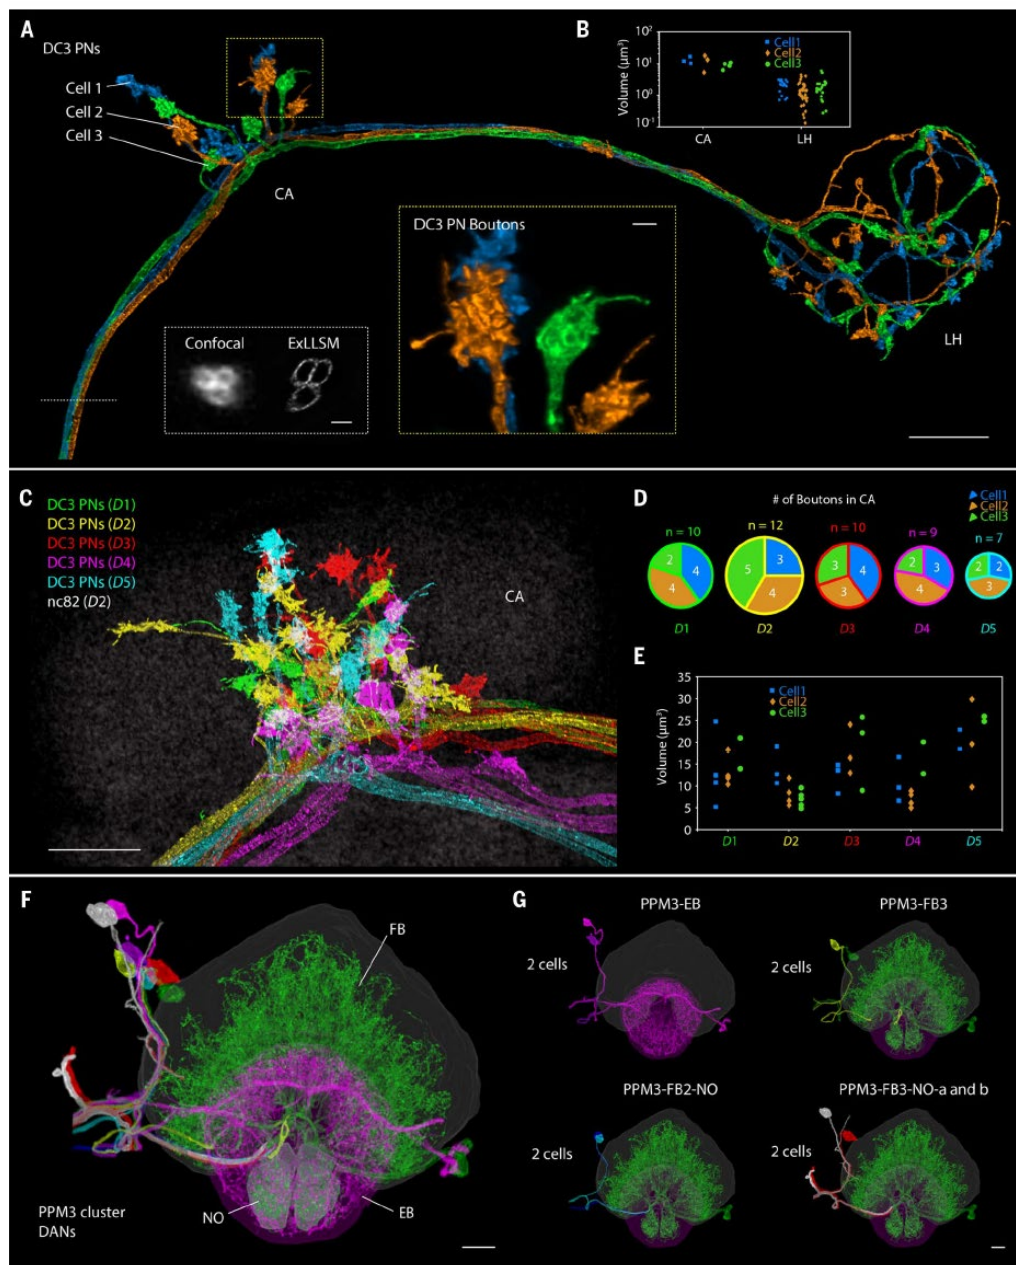 A
DC3 PNs
Cell 1
Cell 2
Cell 3
CA
DC3 PN Boutons
Confocal
ExLLSM
LH
B
Cell1
Cell2
Cell3
Volume (µm³)
10²
10¹
10⁰
10⁻¹
CA
LH
C
DC3 PNs (D1)
DC3 PNs (D2)
DC3 PNs (D3)
DC3 PNs (D4)
DC3 PNs (D5)
nc82 (D2)
CA
D
# of Boutons in CA
Cell1
Cell2
Cell3
n = 10
n = 12
n = 10
n = 9
n = 7
2 4 4
5 3 4
3 4 3
2 3 4
2 2 3
D1
D2
D3
D4
D5
E
Cell1
Cell2
Cell3
Volume (µm³)
35
30
25
20
15
10
5
0
D1
D2
D3
D4
D5
F
FB
NO
EB
PPM3 cluster
DANs
G
PPM3-EB
2 cells
PPM3-FB3
2 cells
PPM3-FB2-NO
2 cells
PPM3-FB3-NO-a and b
2 cells